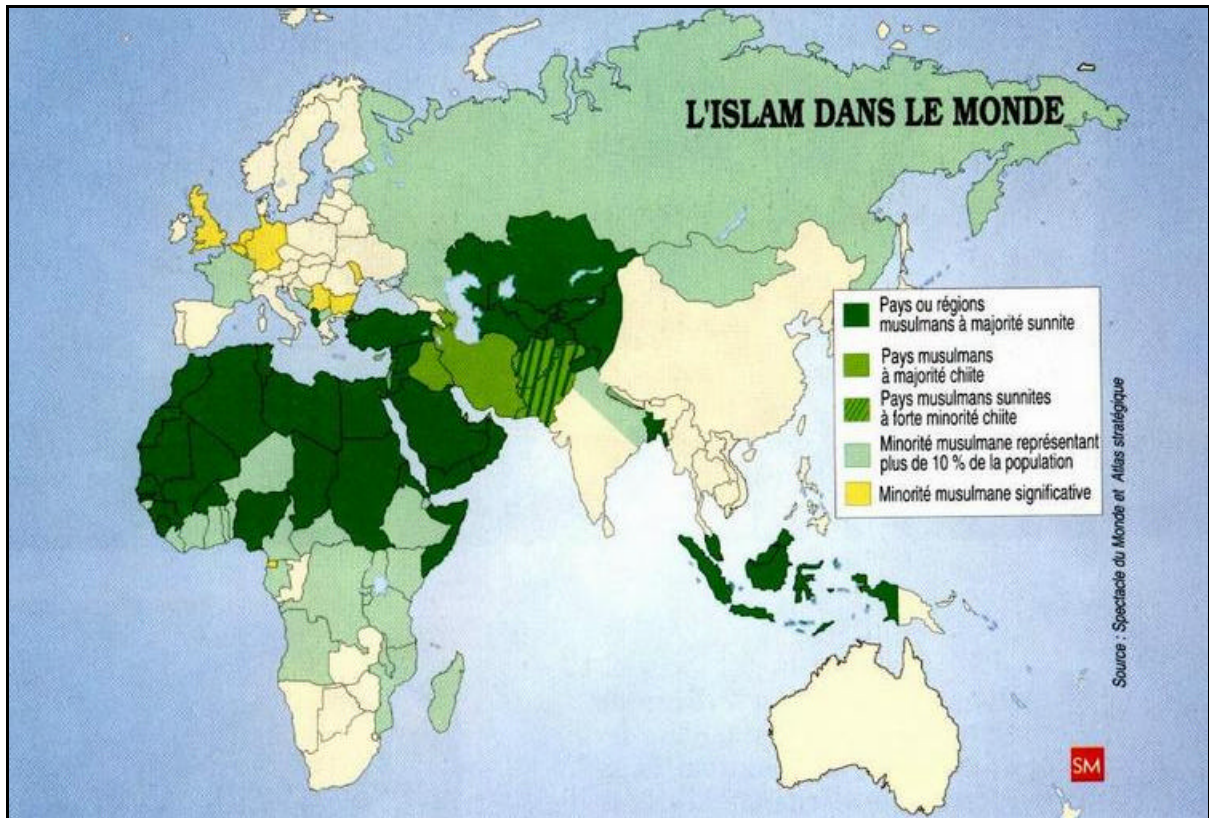 L'ISLAM DANS LE MONDE
Pays ou régions
musulmans à majorité sunnite
Pays musulmans
à majorité chiite
Pays musulmans sunnites
à forte minorité chiite
Minorité musulmane représentant
plus de 10 % de la population
Minorité musulmane significative
Source : Spectacle du Monde et Atlas stratégique
SM